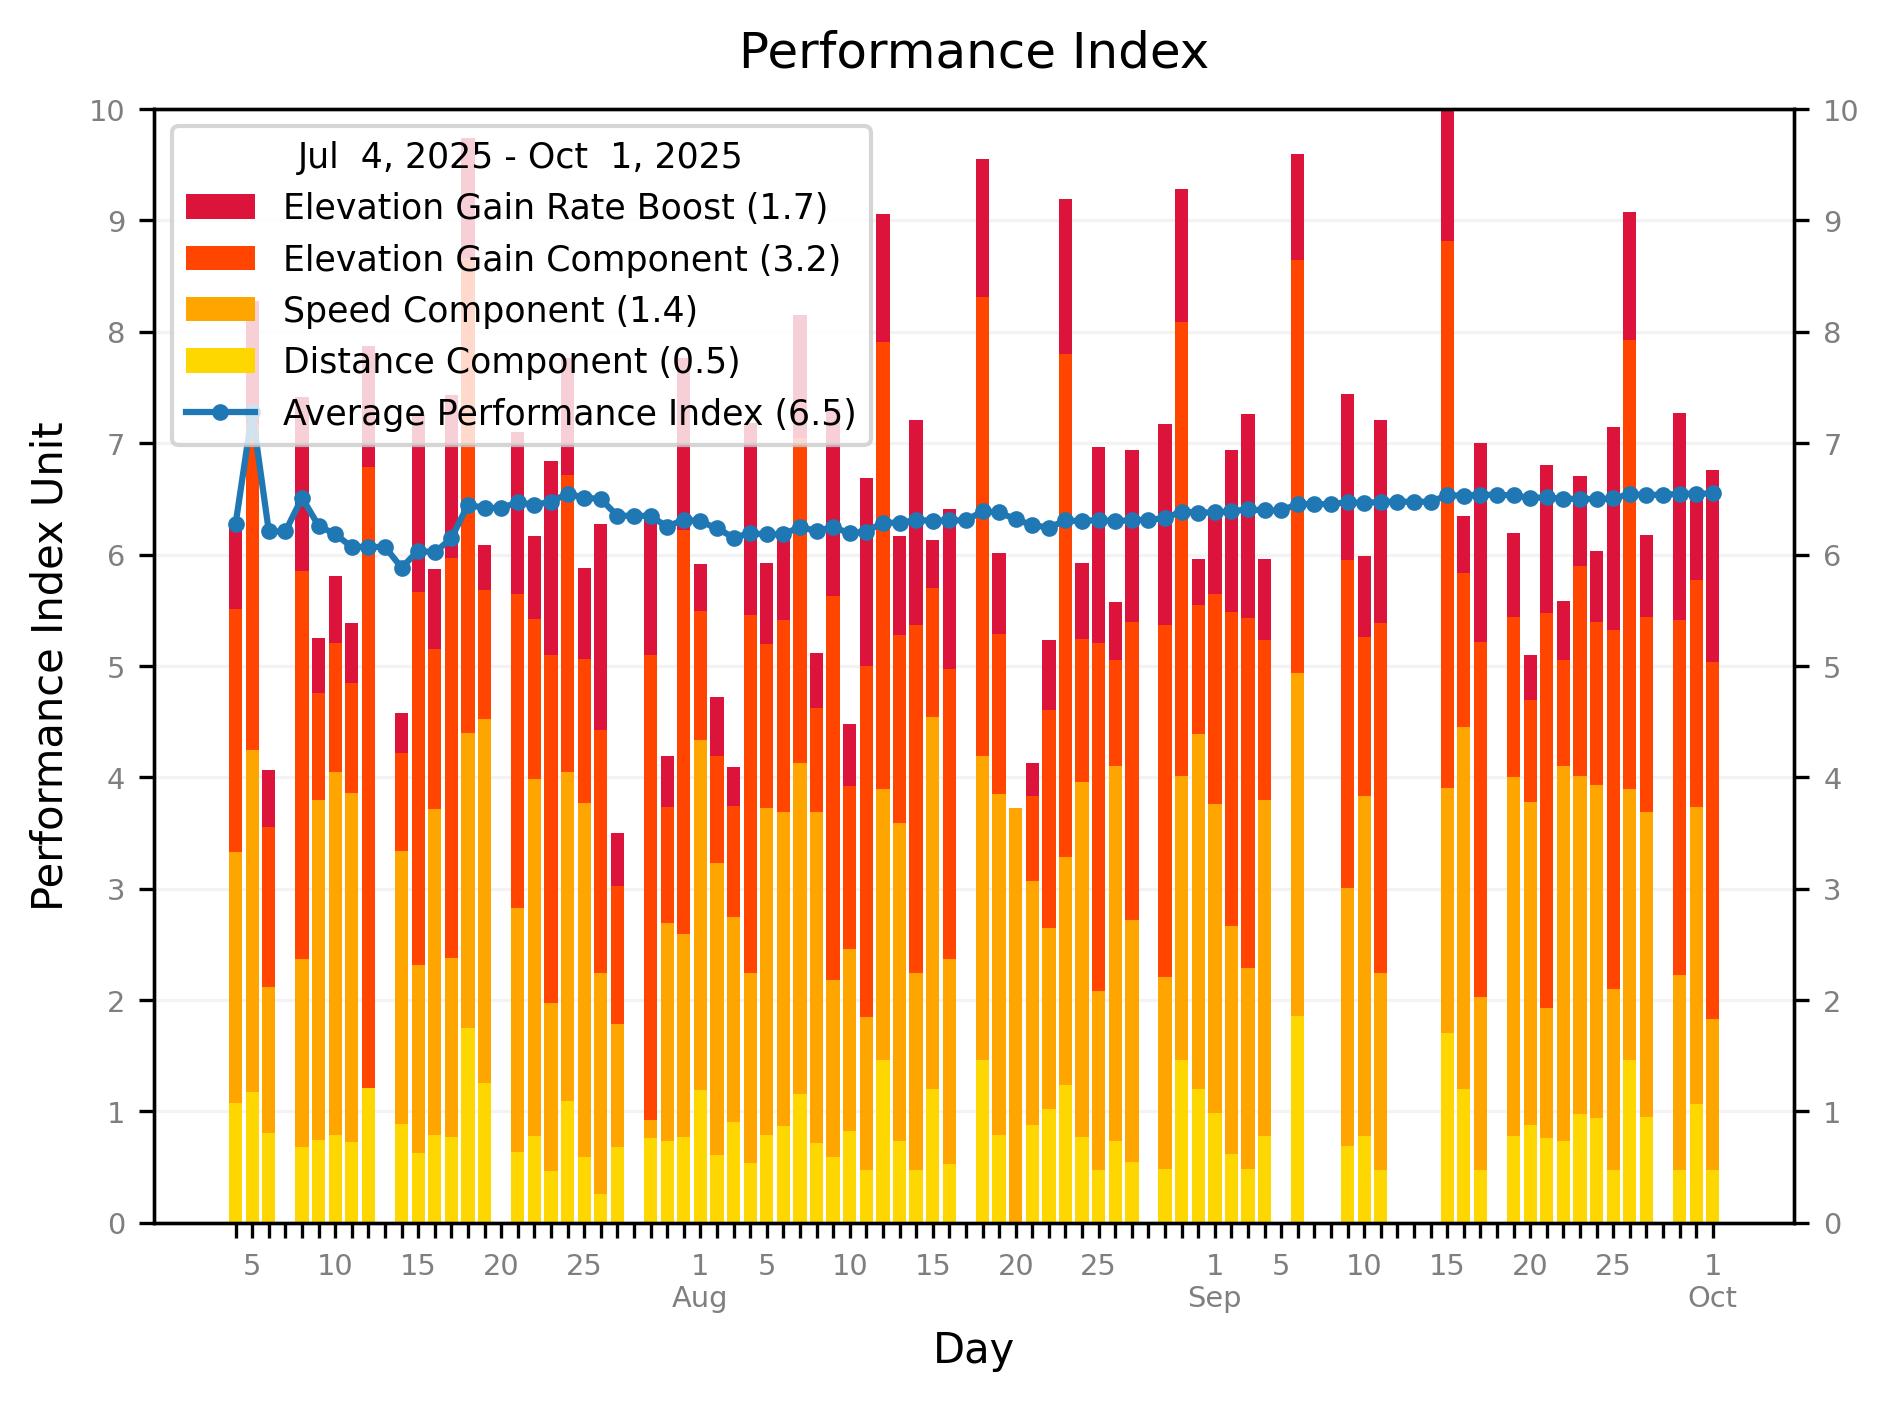 Performance Index
Jul  4, 2025 - Oct  1, 2025
Elevation Gain Rate Boost (1.7)
Elevation Gain Component (3.2)
Speed Component (1.4)
Distance Component (0.5)
Average Performance Index (6.5)
Performance Index Unit
10
9
8
7
6
5
4
3
2
1
0
10
9
8
7
6
5
4
3
2
1
0
5 10 15 20 25 1 5 10 15 20 25 1 5 10 15 20 25 1
Aug Sep Oct
Day